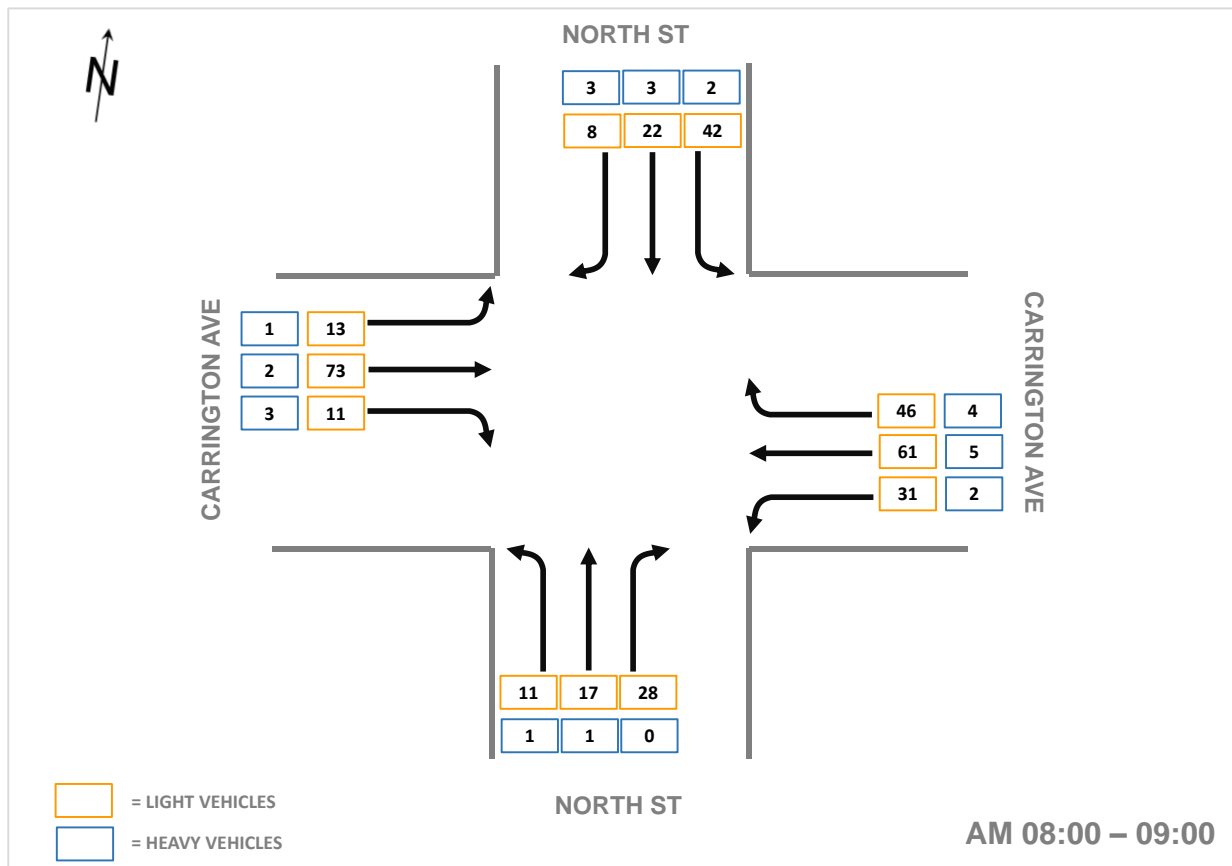 NORTH ST
N
3 3 2
8 22 42
CARRINGTON AVE
1 13
2 73
3 11
CARRINGTON AVE
46 4
61 5
31 2
11 17 28
1 1 0
= LIGHT VEHICLES
= HEAVY VEHICLES
NORTH ST
AM 08:00 – 09:00